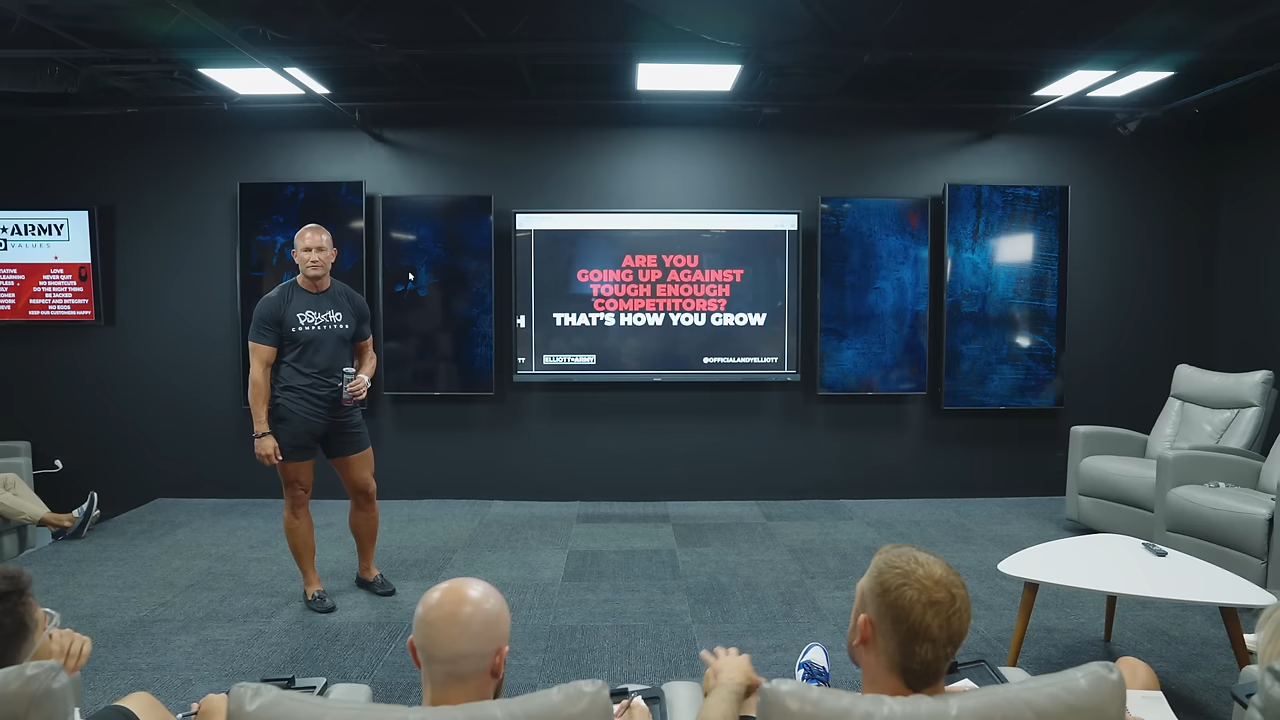 ★ARMY
VALUES
LOVE
NEVER QUIT
NO SHORTCUTS
DO THE RIGHT THING
BE JACKED
RESPECT AND INTEGRITY
NO EGOS
KEEP OUR CUSTOMERS HAPPY
PSYCHO
COMPETITOR
ARE YOU
GOING UP AGAINST
TOUGH ENOUGH
COMPETITORS?
THAT'S HOW YOU GROW
ELLIOTT★ARMY
@OFFICIALANDYELLIOTT